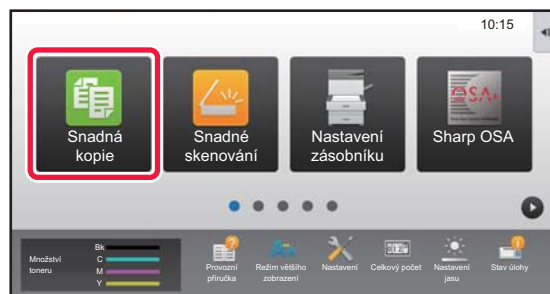 10:15
Snadná
kopie
Snadné
skenování
Nastavení
zásobníku
SSA
Sharp OSA
Množství
toneru
Bk
C
M
Y
Provozní
příručka
Režim většího
zobrazení
Nastavení
Celkový počet
Nastavení
jasu
Stav úlohy